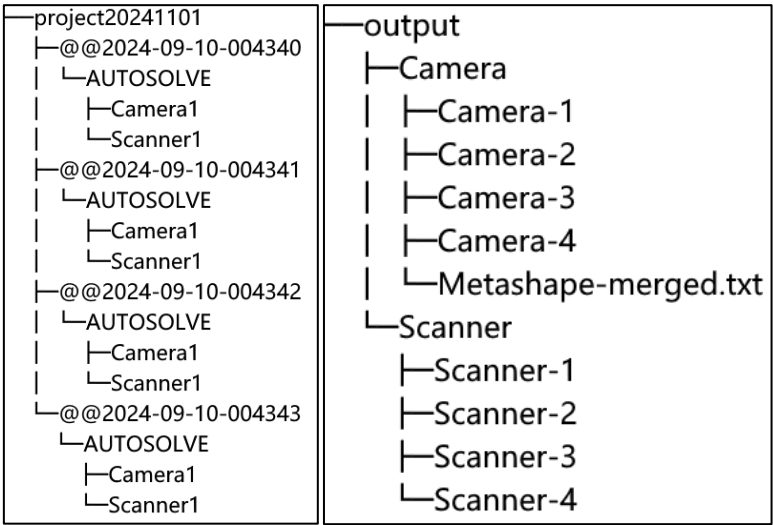 project20241101
@@2024-09-10-004340
AUTOSOLVE
Camera1
Scanner1
@@2024-09-10-004341
AUTOSOLVE
Camera1
Scanner1
@@2024-09-10-004342
AUTOSOLVE
Camera1
Scanner1
@@2024-09-10-004343
AUTOSOLVE
Camera1
Scanner1
output
Camera
Camera-1
Camera-2
Camera-3
Camera-4
Metashape-merged.txt
Scanner
Scanner-1
Scanner-2
Scanner-3
Scanner-4